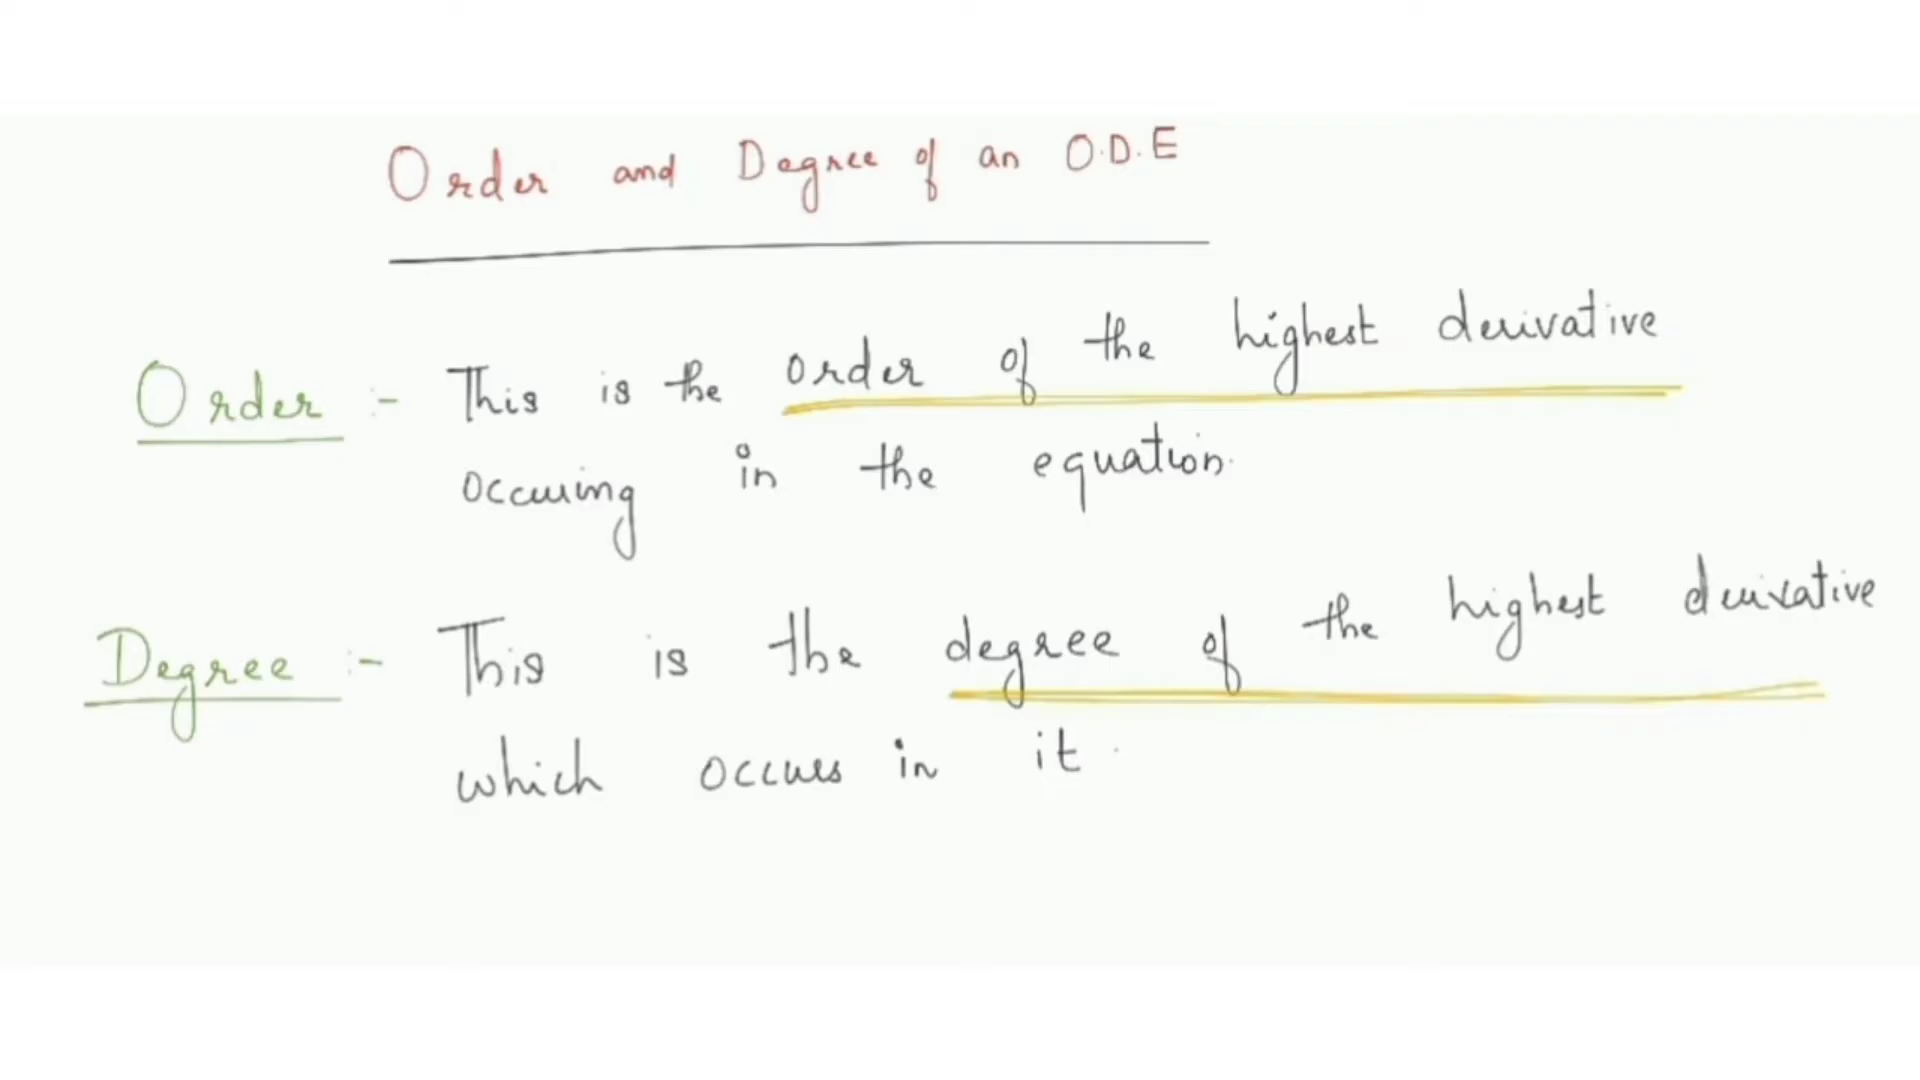 Order and Degree of an O.D.E
Order :- This is the order of the highest derivative
occuring in the equation.
Degree :- This is the degree of the highest derivative
which occurs in it.